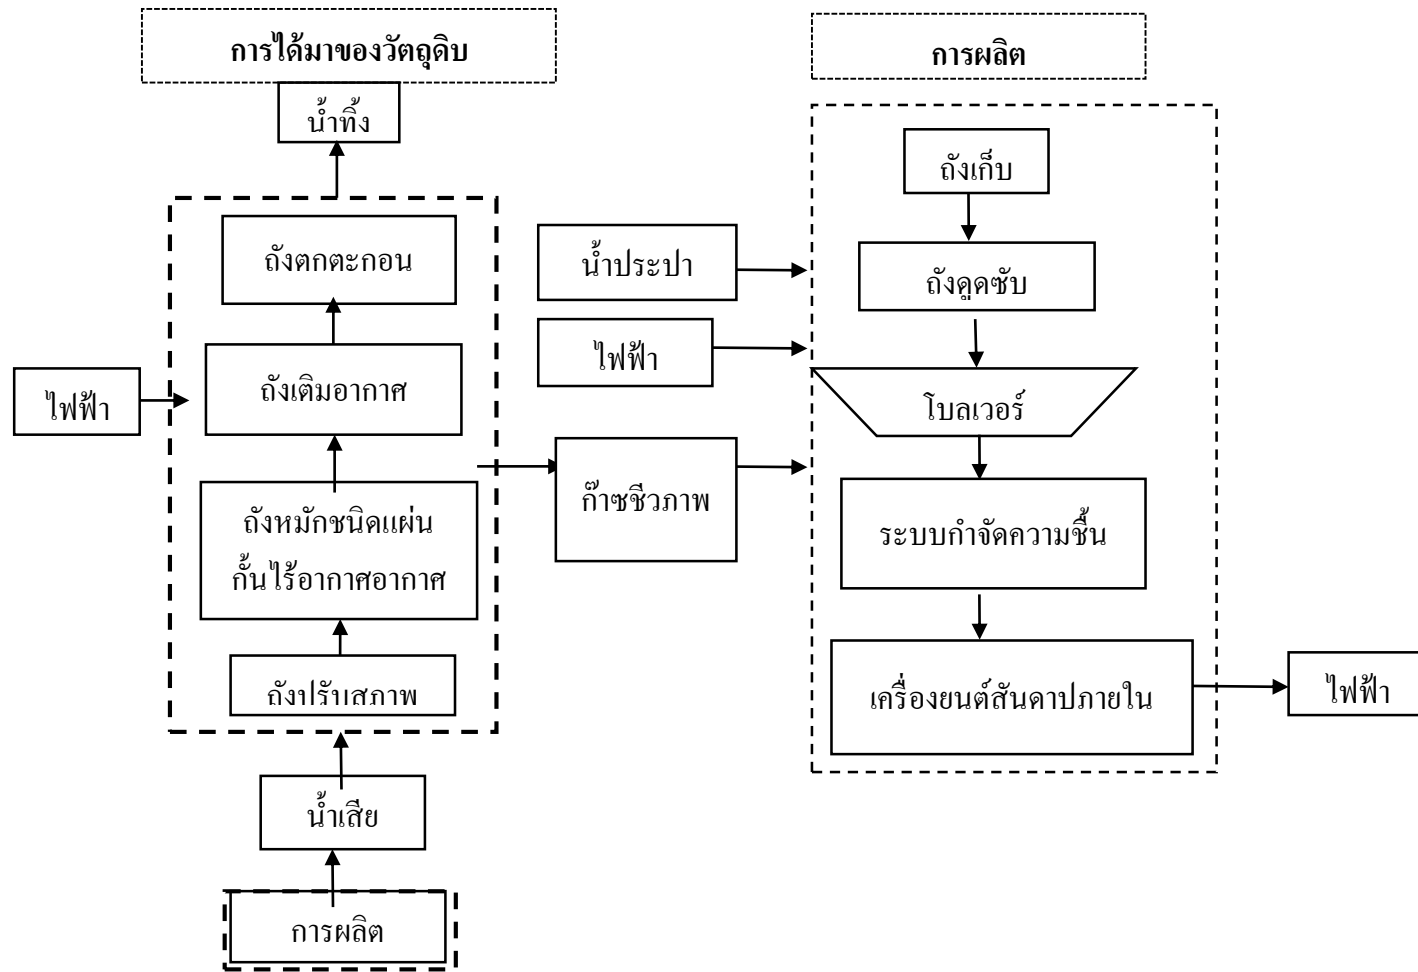 การได้มาของวัตถุดิบ
น้ำทิ้ง
ถังตกตะกอน
ถังเติมอากาศ
ไฟฟ้า
ถังหมักชนิดแผ่น
กั้นไร้อากาศอากาศ
ถังปรับสภาพ
น้ำเสีย
การผลิต
น้ำประปา
ไฟฟ้า
ก๊าซชีวภาพ
การผลิต
ถังเก็บ
ถังดูดซับ
โบลเวอร์
ระบบกำจัดความชื้น
เครื่องยนต์สันดาปภายใน
ไฟฟ้า